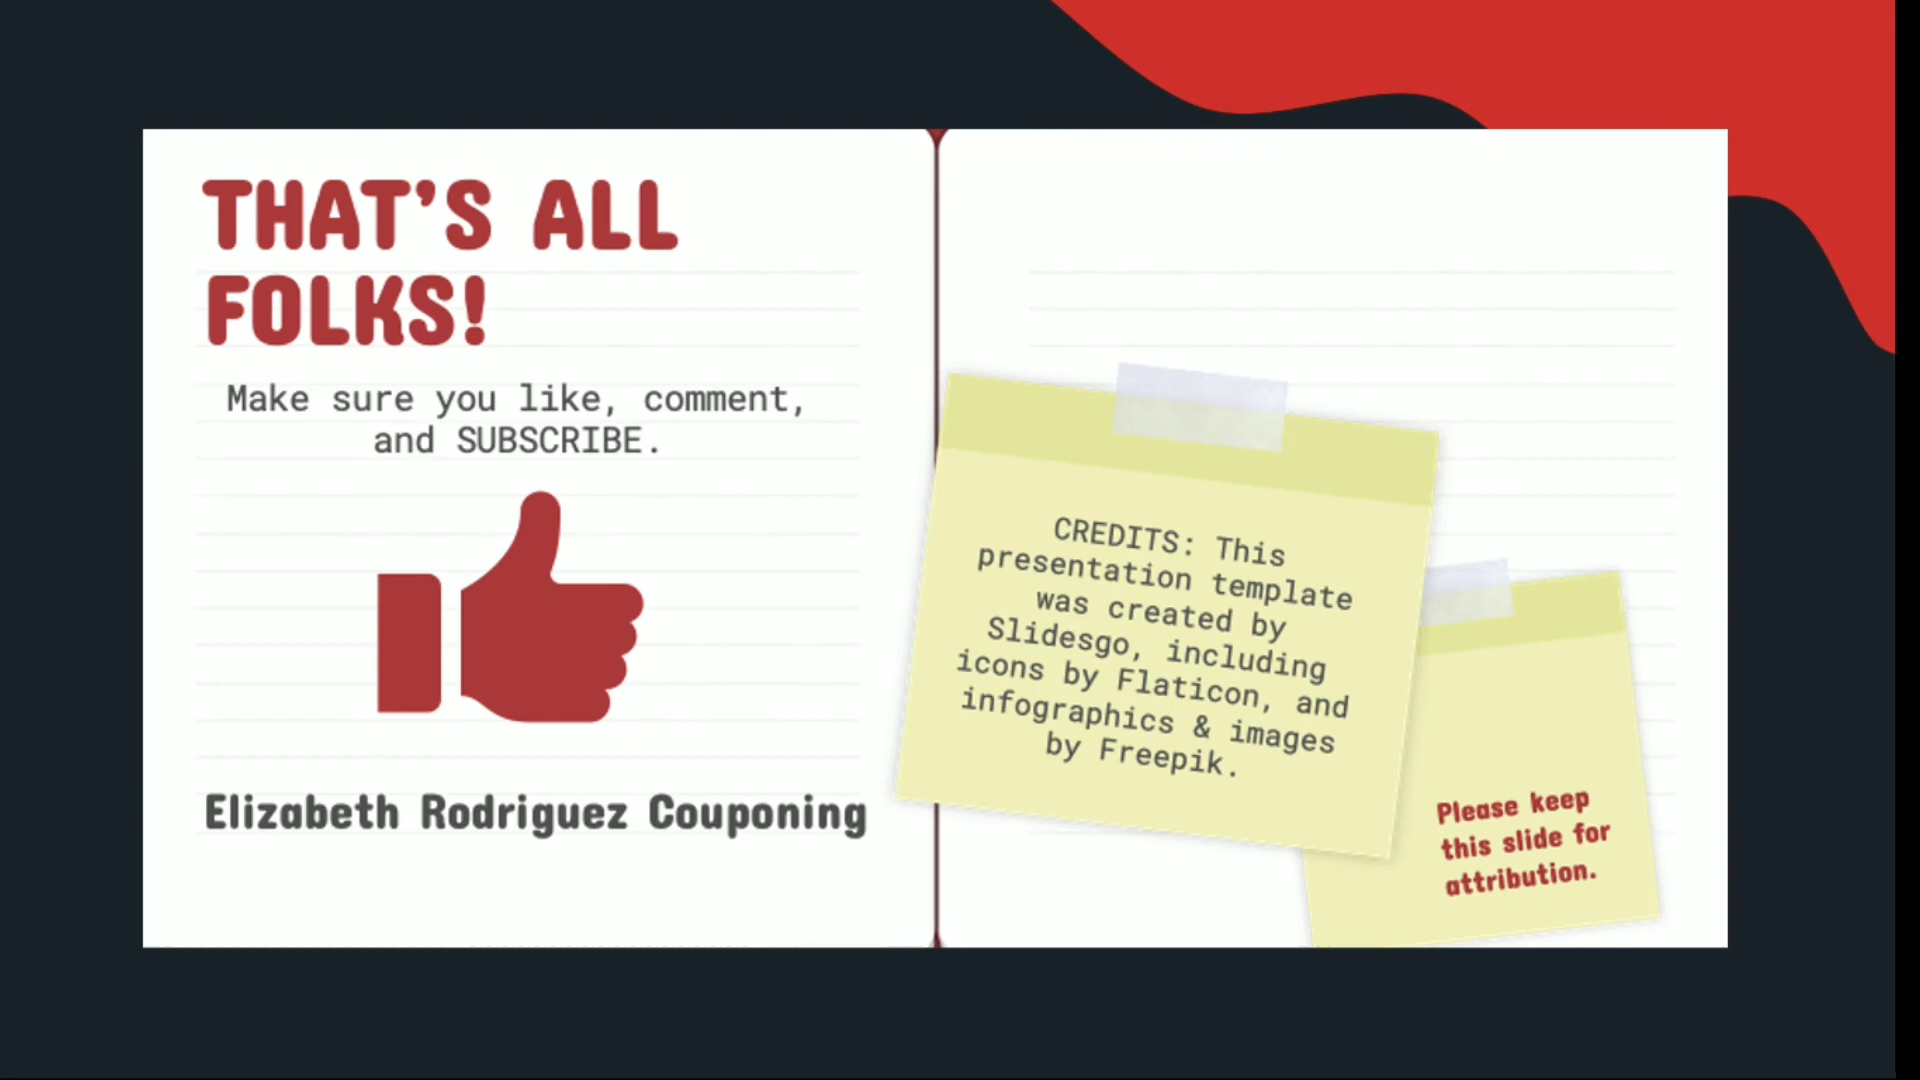 THAT'S ALL
FOLKS!
Make sure you like, comment,
and SUBSCRIBE.
Elizabeth Rodriguez Couponing
CREDITS: This
presentation template
was created by
Slidesgo, including
icons by Flaticon, and
infographics & images
by Freepik.
Please keep
this slide for
attribution.